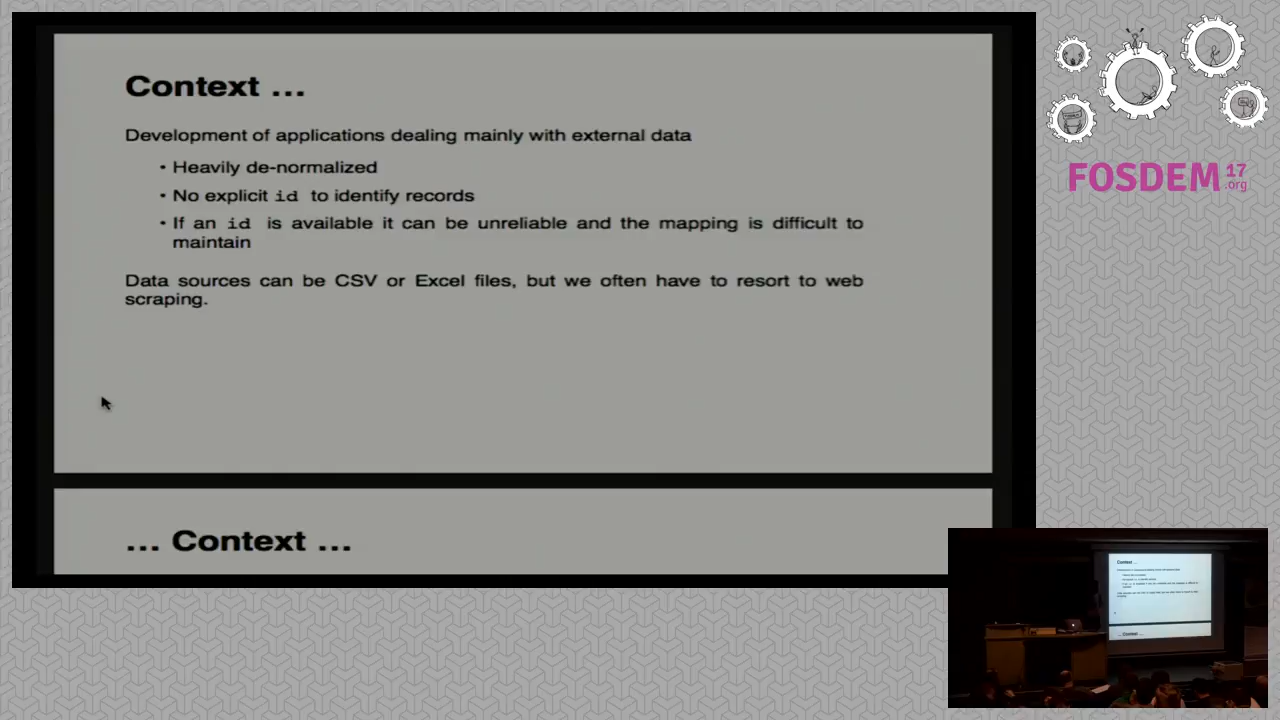 Context ...
Development of applications dealing mainly with external data
• Heavily de-normalized
• No explicit id to identify records
• If an id is available it can be unreliable and the mapping is difficult to
maintain
Data sources can be CSV or Excel files, but we often have to resort to web
scraping.
... Context ...
FOSDEM 17
.org
Context ...
... Context ...